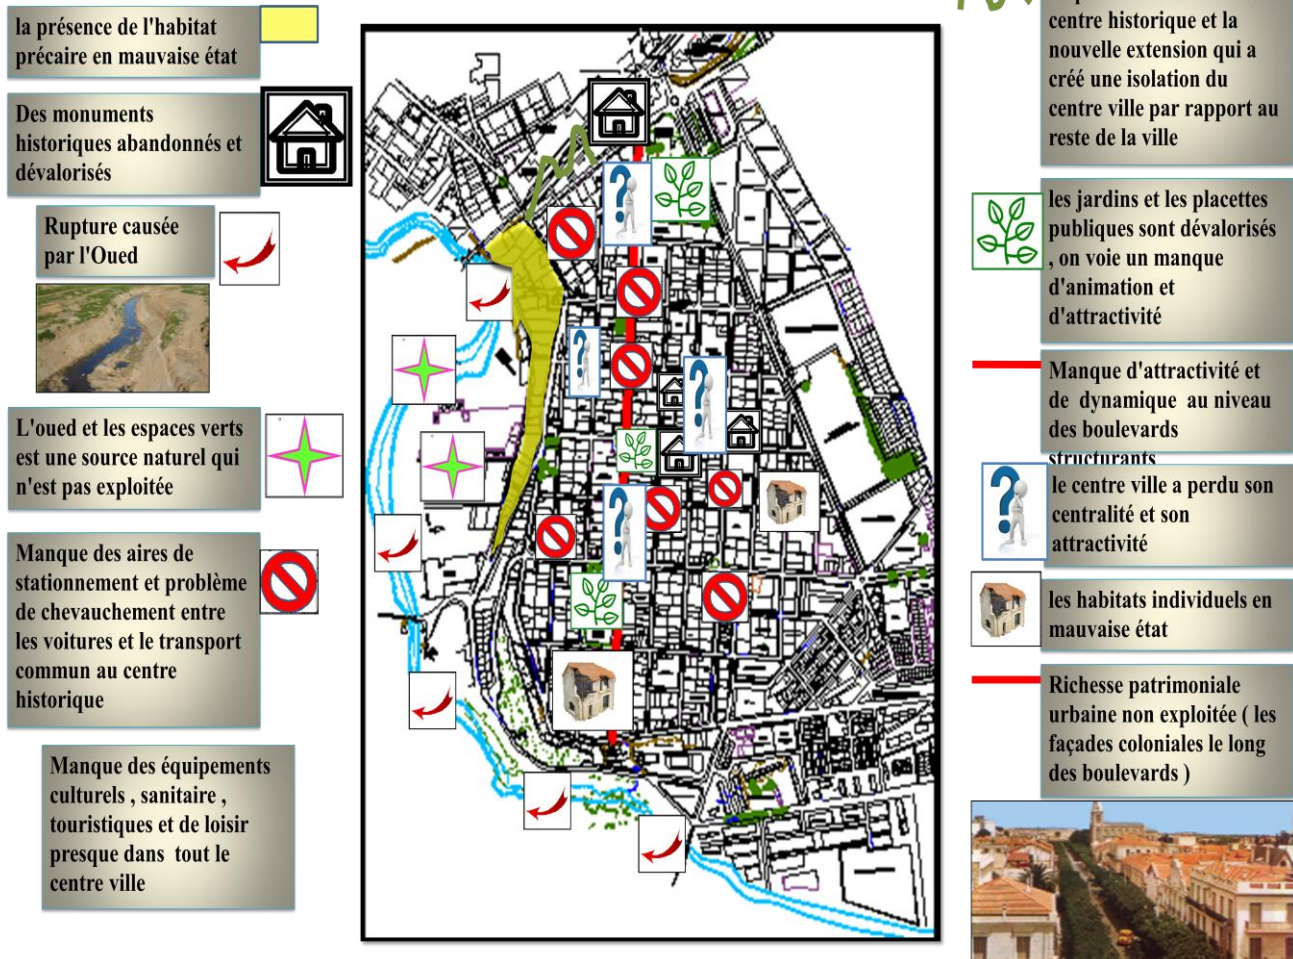 la présence de l'habitat
précaire en mauvaise état
Des monuments
historiques abandonnés et
dévalorisés
Rupture causée
par l'Oued
L'oued et les espaces verts
est une source naturel qui
n'est pas exploitée
Manque des aires de
stationnement et problème
de chevauchement entre
les voitures et le transport
commun au centre
historique
Manque des équipements
culturels , sanitaire ,
touristiques et de loisir
presque dans tout le
centre ville
centre historique et la
nouvelle extension qui a
créé une isolation du
centre ville par rapport au
reste de la ville
les jardins et les placettes
publiques sont dévalorisés
, on voie un manque
d'animation et
d'attractivité
Manque d'attractivité et
de dynamique au niveau
des boulevards
structurants
le centre ville a perdu son
centralité et son
attractivité
les habitats individuels en
mauvaise état
Richesse patrimoniale
urbaine non exploitée ( les
façades coloniales le long
des boulevards )